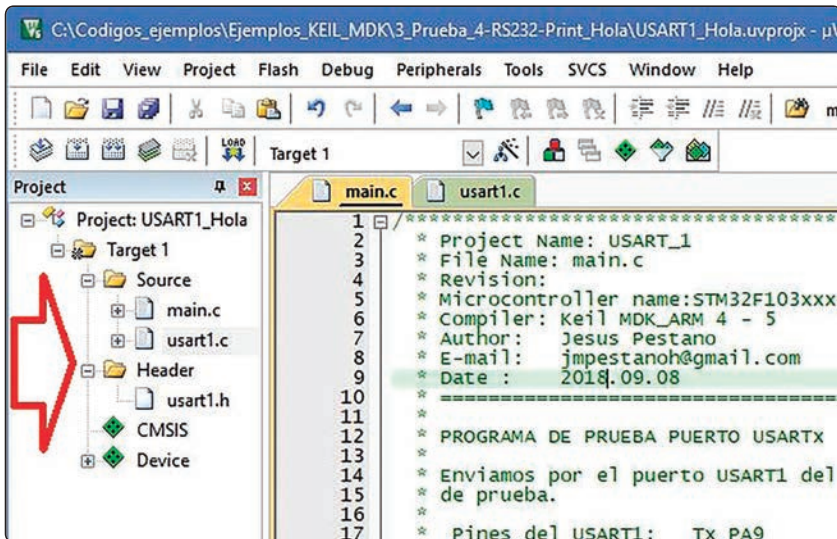 C:\Codigos_ejemplos\Ejemplos_KEIL_MDK\3_Prueba_4-RS232-Print_Hola\USART1_Hola.uvprojx - µV
File Edit View Project Flash Debug Peripherals Tools SVCS Window Help
LOAD
Target 1
Project
Project: USART1_Hola
Target 1
Source
main.c
usart1.c
Header
usart1.h
CMSIS
Device
main.c usart1.c
1 /************************************
2 * Project Name: USART_1
3 * File Name: main.c
4 * Revision:
5 * Microcontroller name:STM32F103xxx
6 * Compiler: Keil MDK_ARM 4 - 5
7 * Author: Jesus Pestano
8 * E-mail: jmpestanoh@gmail.com
9 * Date : 2018.09.08
10 * ==================================
11 *
12 * PROGRAMA DE PRUEBA PUERTO USARTx
13 *
14 * Enviamos por el puerto USART1 del
15 * de prueba.
16 *
17 * Pines del USART1: Tx PA9